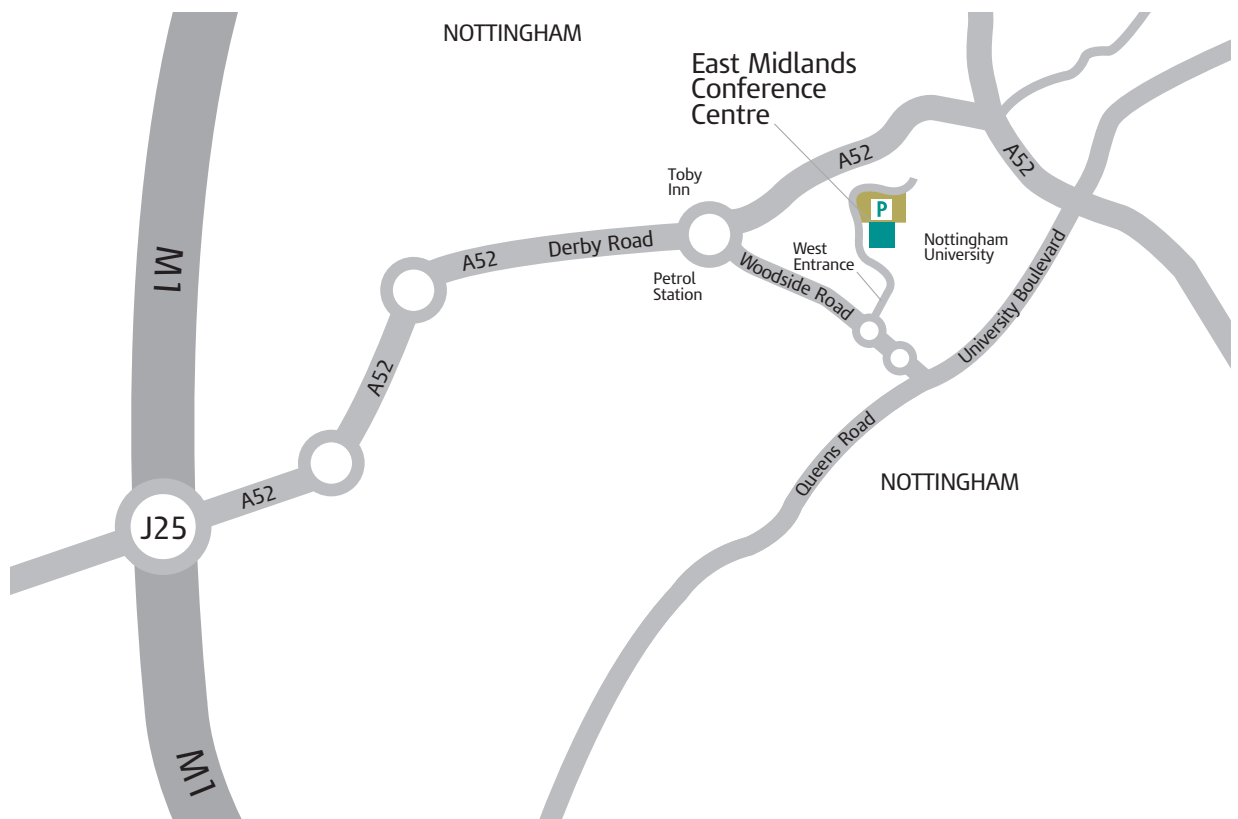 NOTTINGHAM
East Midlands
Conference
Centre
A52
A52
Toby
Inn
P
Derby Road
A52
Nottingham
University
West
Entrance
M1
Petrol
Station
Woodside Road
University Boulevard
A52
Queens Road
NOTTINGHAM
A52
J25
M1